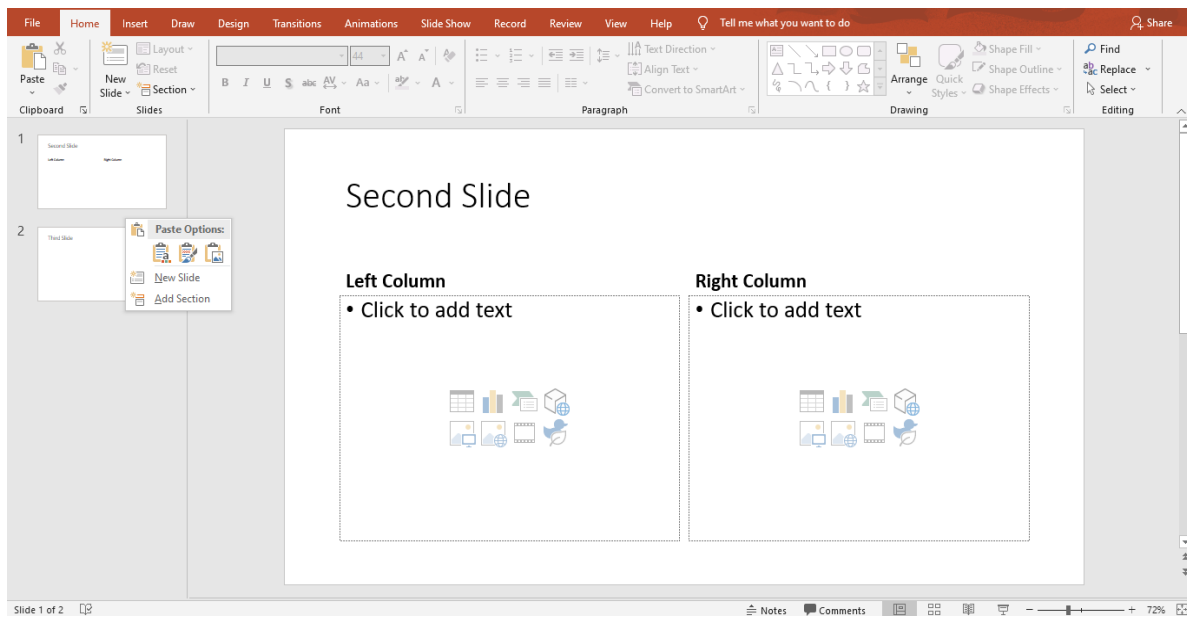 File Home Insert Draw Design Transitions Animations Slide Show Record Review View Help Tell me what you want to do Share
Paste
New
Slide
Layout
Reset
Section
44
A A
B I U S abc AV Aa ab A
Text Direction
Align Text
Convert to SmartArt
Arrange
Quick
Styles
Shape Fill
Shape Outline
Shape Effects
Find
Replace
Select
Clipboard Slides Font Paragraph Drawing Editing
1
Second Slide
Left Column Right Column
2
Third Slide
Paste Options:
New Slide
Add Section
Second Slide
Left Column Right Column
• Click to add text • Click to add text
Slide 1 of 2 Notes Comments 72%